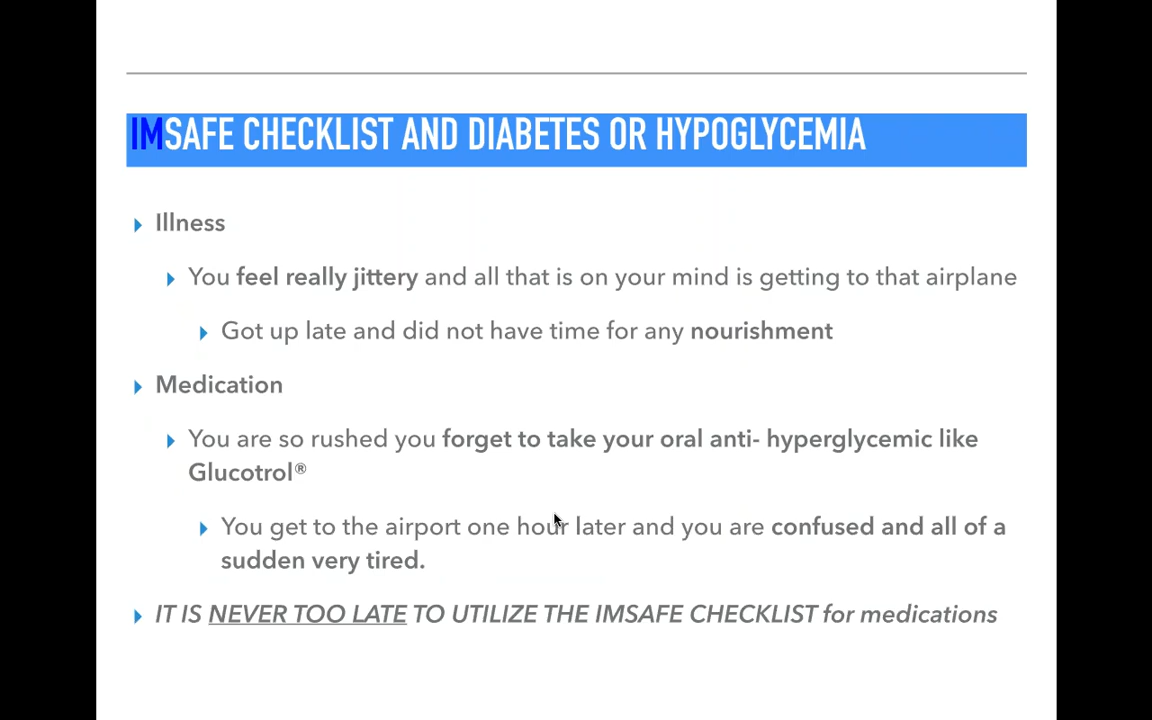 IMSAFE CHECKLIST AND DIABETES OR HYPOGLYCEMIA
Illness
You feel really jittery and all that is on your mind is getting to that airplane
Got up late and did not have time for any nourishment
Medication
You are so rushed you forget to take your oral anti- hyperglycemic like
Glucotrol®
You get to the airport one hour later and you are confused and all of a
sudden very tired.
IT IS NEVER TOO LATE TO UTILIZE THE IMSAFE CHECKLIST for medications